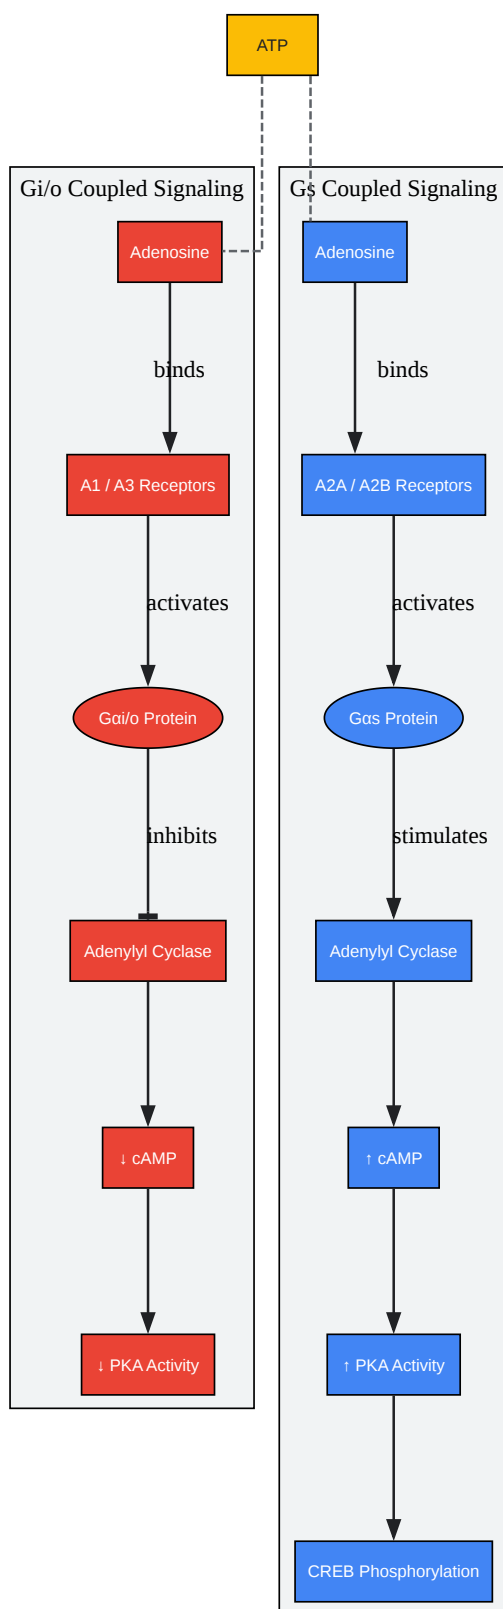 ATP
Gi/o Coupled Signaling
Adenosine
binds
A1 / A3 Receptors
activates
Gαi/o Protein
inhibits
Adenylyl Cyclase
↓ cAMP
↓ PKA Activity
Gs Coupled Signaling
Adenosine
binds
A2A / A2B Receptors
activates
Gαs Protein
stimulates
Adenylyl Cyclase
↑ cAMP
↑ PKA Activity
CREB Phosphorylation